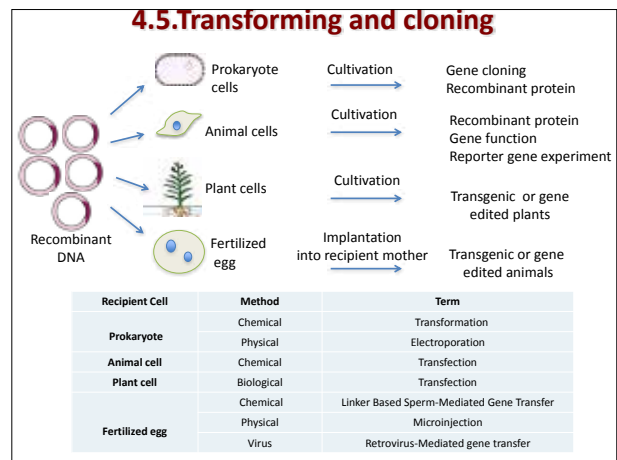 4.5.Transforming and cloning
Prokaryote
cells
Cultivation
Gene cloning
Recombinant protein
Animal cells
Cultivation
Recombinant protein
Gene function
Reporter gene experiment
Plant cells
Cultivation
Transgenic or gene
edited plants
Recombinant
DNA
Fertilized
egg
Implantation
into recipient mother
Transgenic or gene
edited animals
Recipient Cell Method Term
Prokaryote Chemical Transformation
Physical Electroporation
Animal cell Chemical Transfection
Plant cell Biological Transfection
Fertilized egg Chemical Linker Based Sperm-Mediated Gene Transfer
Physical Microinjection
Virus Retrovirus-Mediated gene transfer